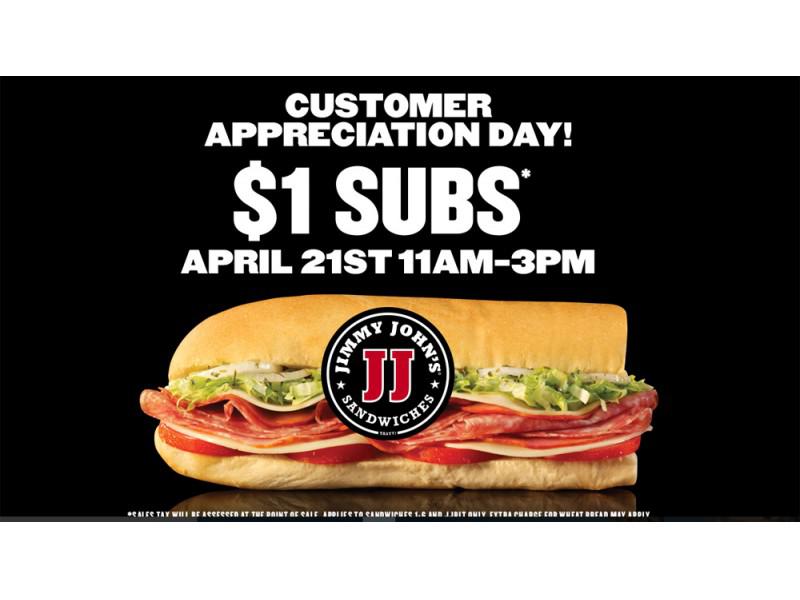 CUSTOMER
APPRECIATION DAY!
$1 SUBS*
APRIL 21ST 11AM-3PM
JIMMY JOHN'S
JJ
SANDWICHES
*SALES TAX WILL BE ASSESSED AT THE POINT OF SALE. APPLIES TO SANDWICHES 1-6 AND JJBLT ONLY. EXTRA CHARGE FOR WHEAT BREAD MAY APPLY.